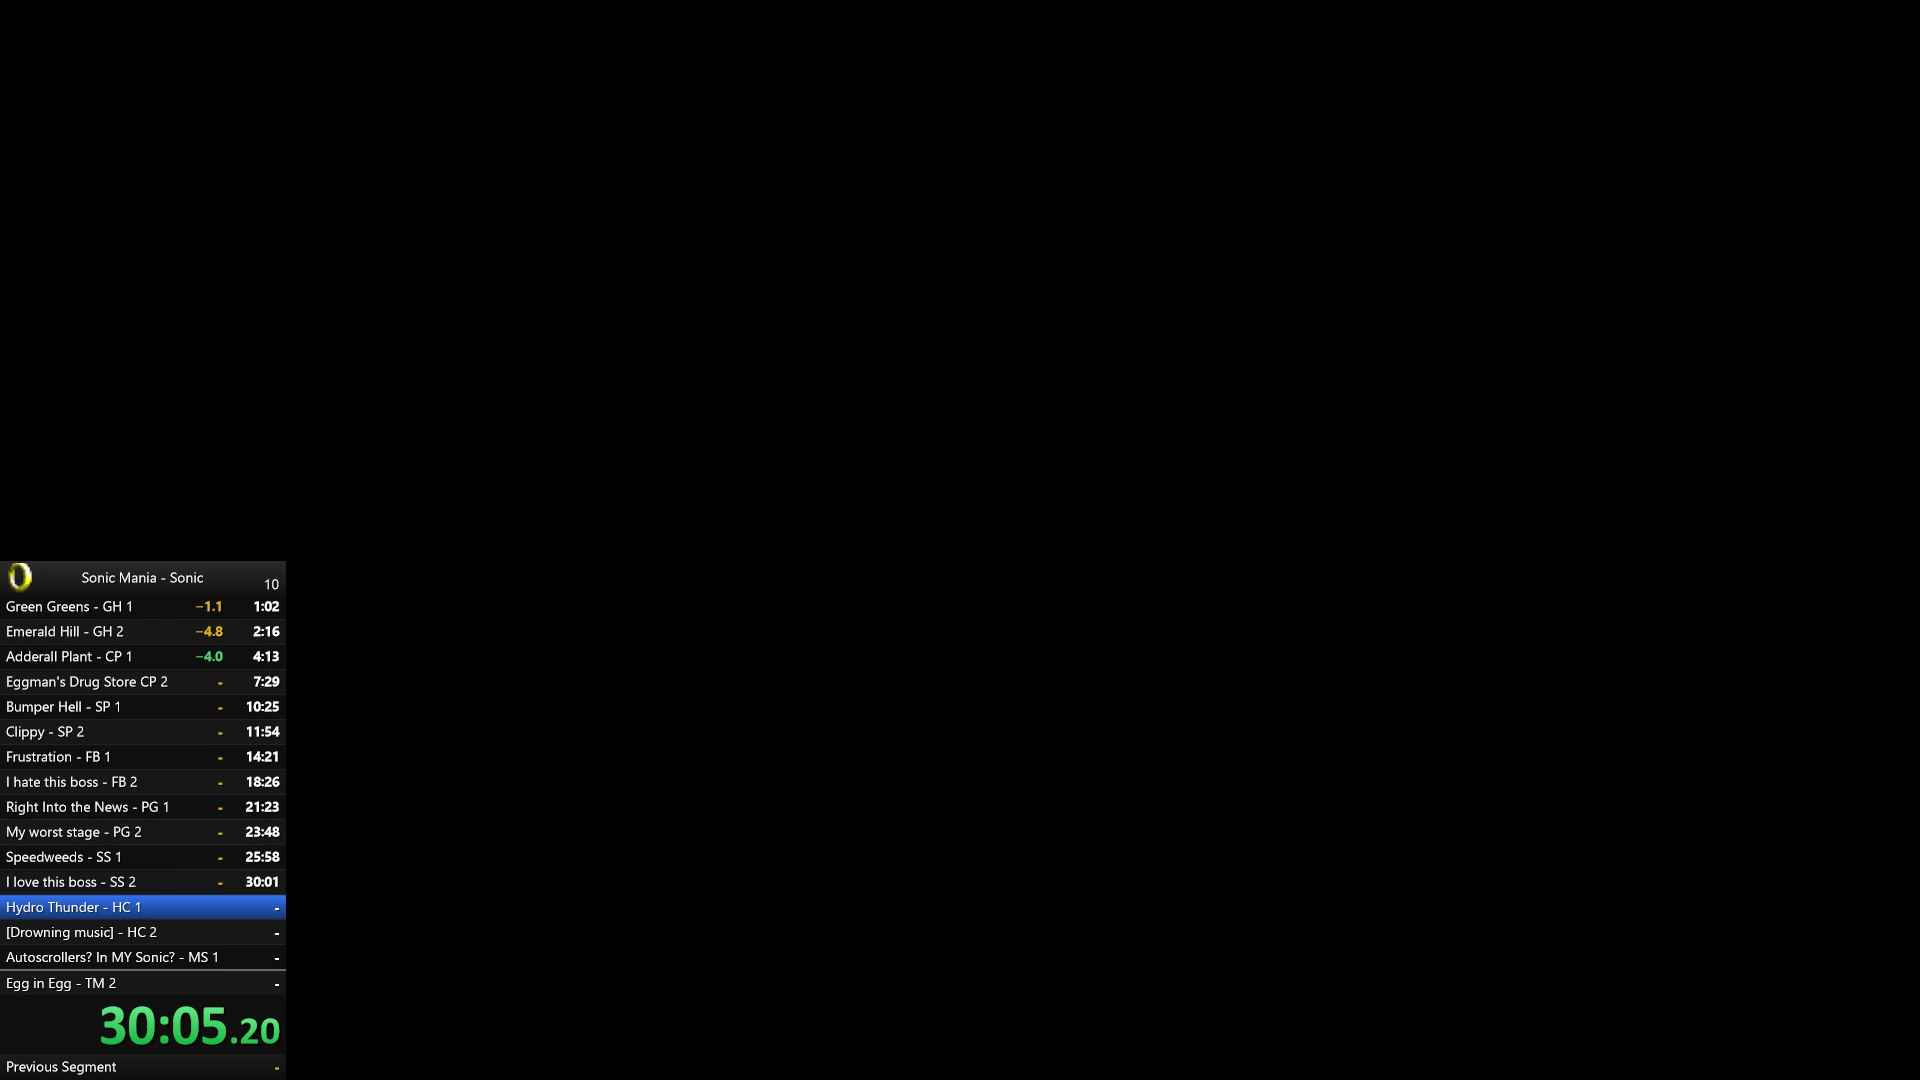 Sonic Mania - Sonic
10
Green Greens - GH 1 −1.1 1:02
Emerald Hill - GH 2 −4.8 2:16
Adderall Plant - CP 1 −4.0 4:13
Eggman's Drug Store CP 2 - 7:29
Bumper Hell - SP 1 - 10:25
Clippy - SP 2 - 11:54
Frustration - FB 1 - 14:21
I hate this boss - FB 2 - 18:26
Right Into the News - PG 1 - 21:23
My worst stage - PG 2 - 23:48
Speedweeds - SS 1 - 25:58
I love this boss - SS 2 - 30:01
Hydro Thunder - HC 1 -
[Drowning music] - HC 2 -
Autoscrollers? In MY Sonic? - MS 1 -
Egg in Egg - TM 2 -
30:05.20
Previous Segment -